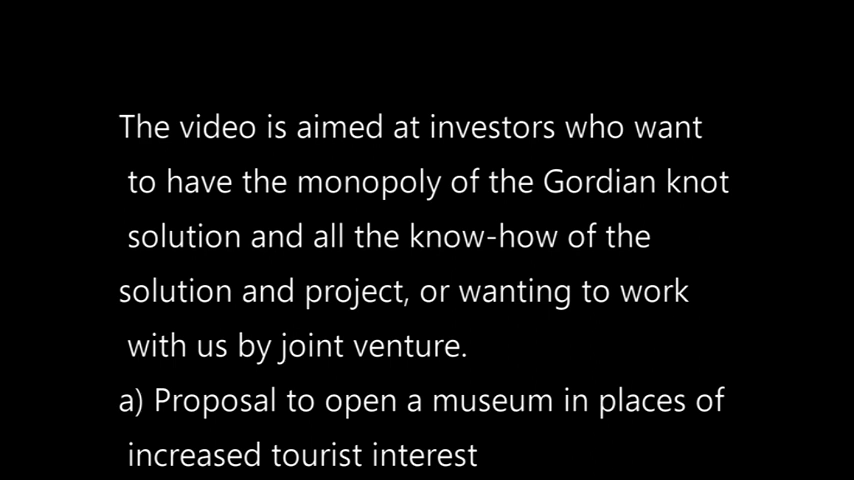 The video is aimed at investors who want
to have the monopoly of the Gordian knot
solution and all the know-how of the
solution and project, or wanting to work
with us by joint venture.
a) Proposal to open a museum in places of
increased tourist interest